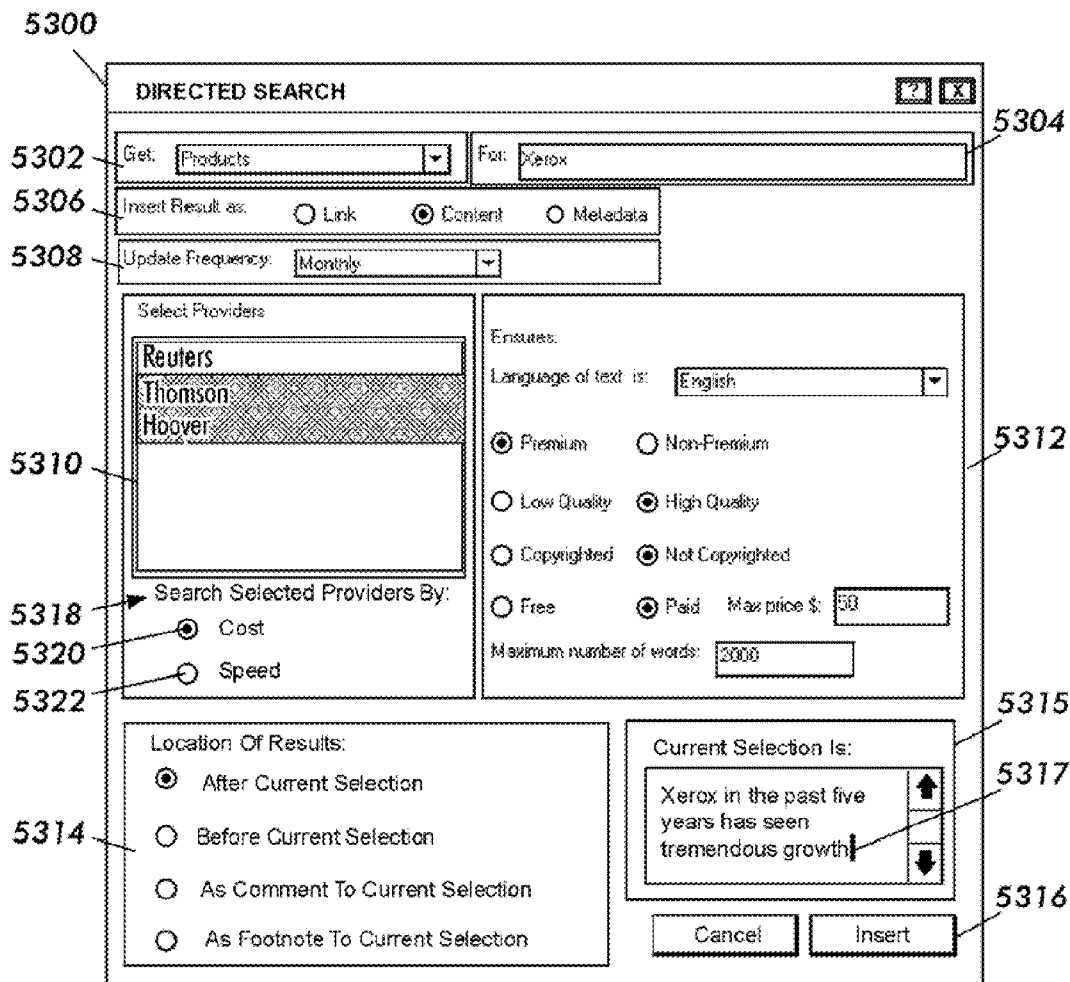 5300
DIRECTED SEARCH ? X
5304
5302 Get: Products For: Xerox
5306 Insert Result as: Link Content Metadata
5308 Update Frequency: Monthly
Select Providers
Reuters
Thomson
Hoover
5310
Ensures:
Language of text is: English
Premium Non-Premium
5312
Low Quality High Quality
Copyrighted Not Copyrighted
Free Paid Max price $: 50
Maximum number of words: 2000
5318 Search Selected Providers By:
5320 Cost
5322 Speed
5315
Location Of Results:
After Current Selection
5314 Before Current Selection
As Comment To Current Selection
As Footnote To Current Selection
Current Selection Is:
5317
Xerox in the past five
years has seen
tremendous growth
5316
Cancel Insert